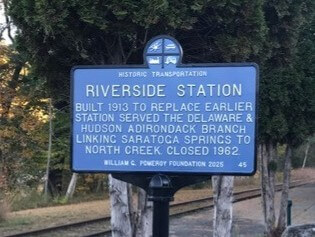 HISTORIC TRANSPORTATION
RIVERSIDE STATION
BUILT 1913 TO REPLACE EARLIER
STATION SERVED THE DELAWARE &
HUDSON ADIRONDACK BRANCH
LINKING SARATOGA SPRINGS TO
NORTH CREEK CLOSED 1962
WILLIAM G. POMEROY FOUNDATION 2025 45